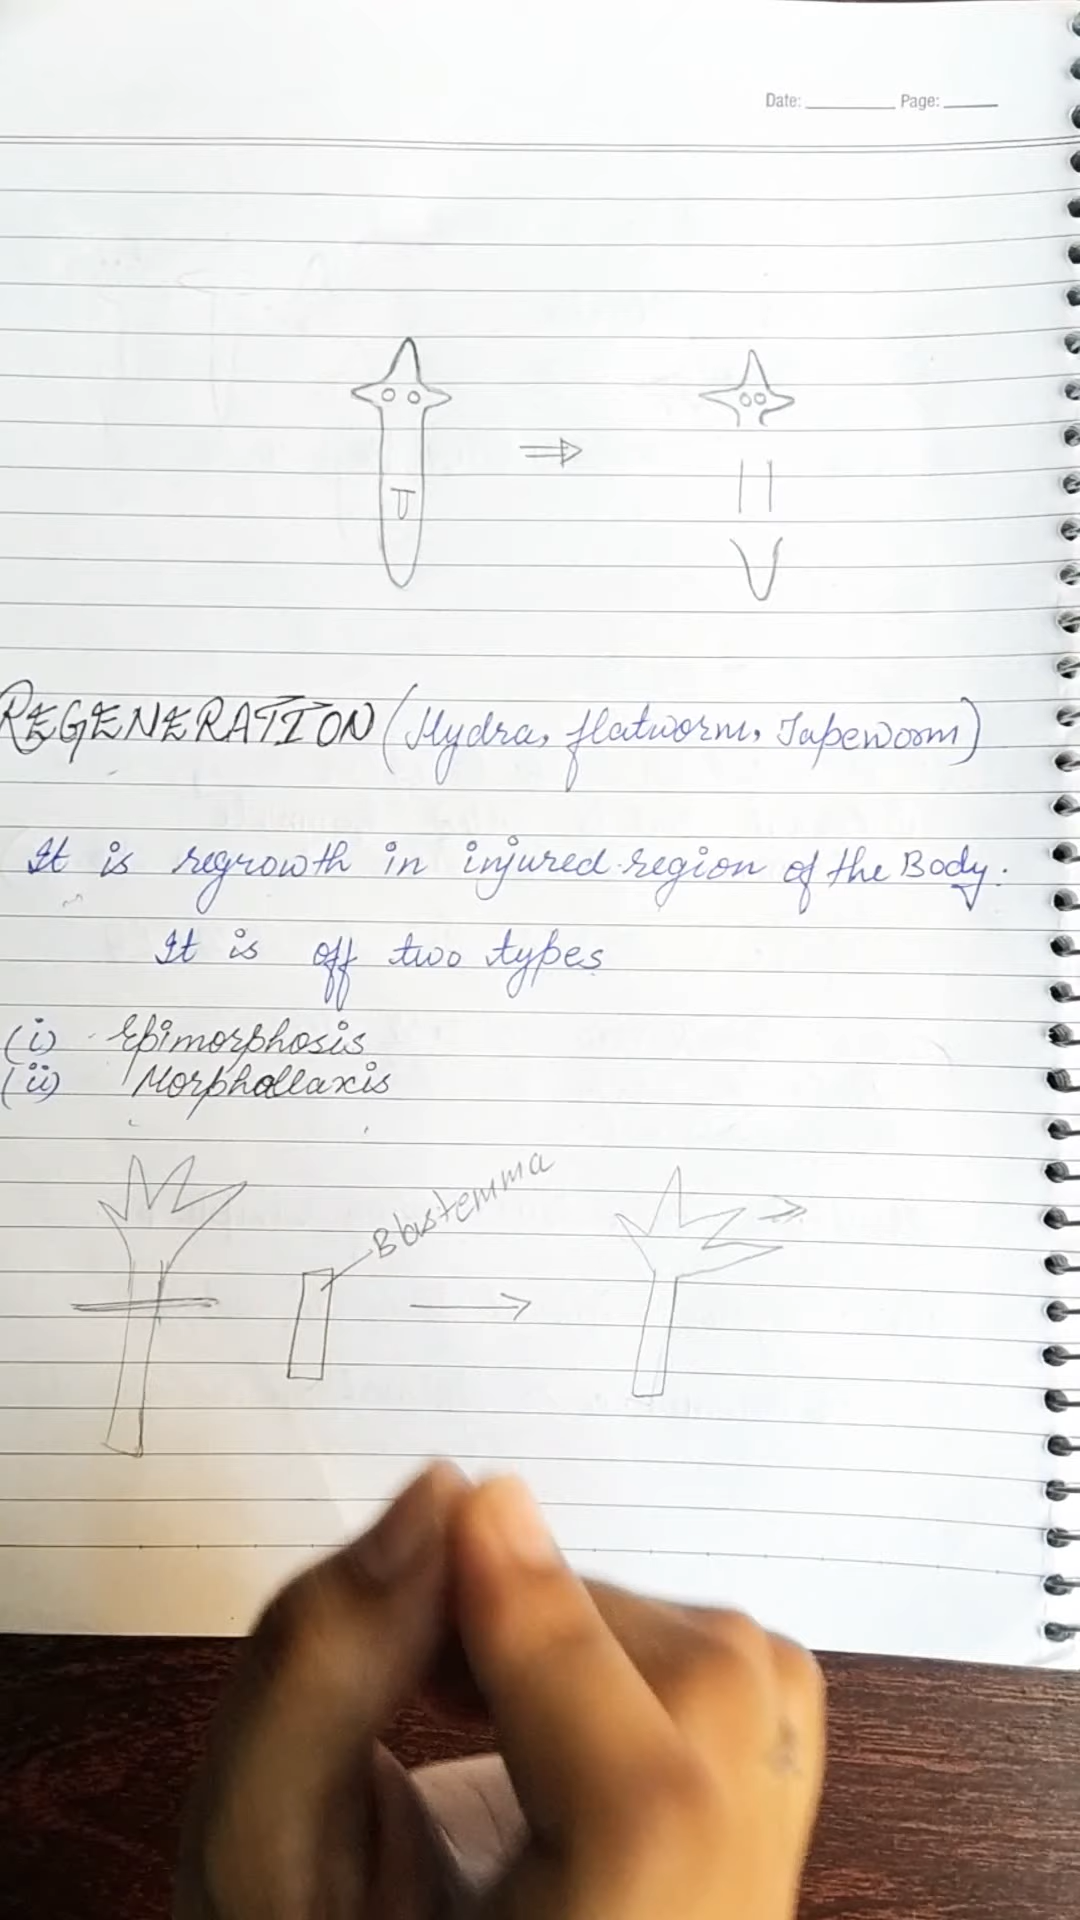 Date: Page:
REGENERATION (Hydra, flatworm, Tapeworm)
It is regrowth in injured region of the Body.
It is off two types
(i) Epimorphosis
(ii) Morphollaxis
Blastemma